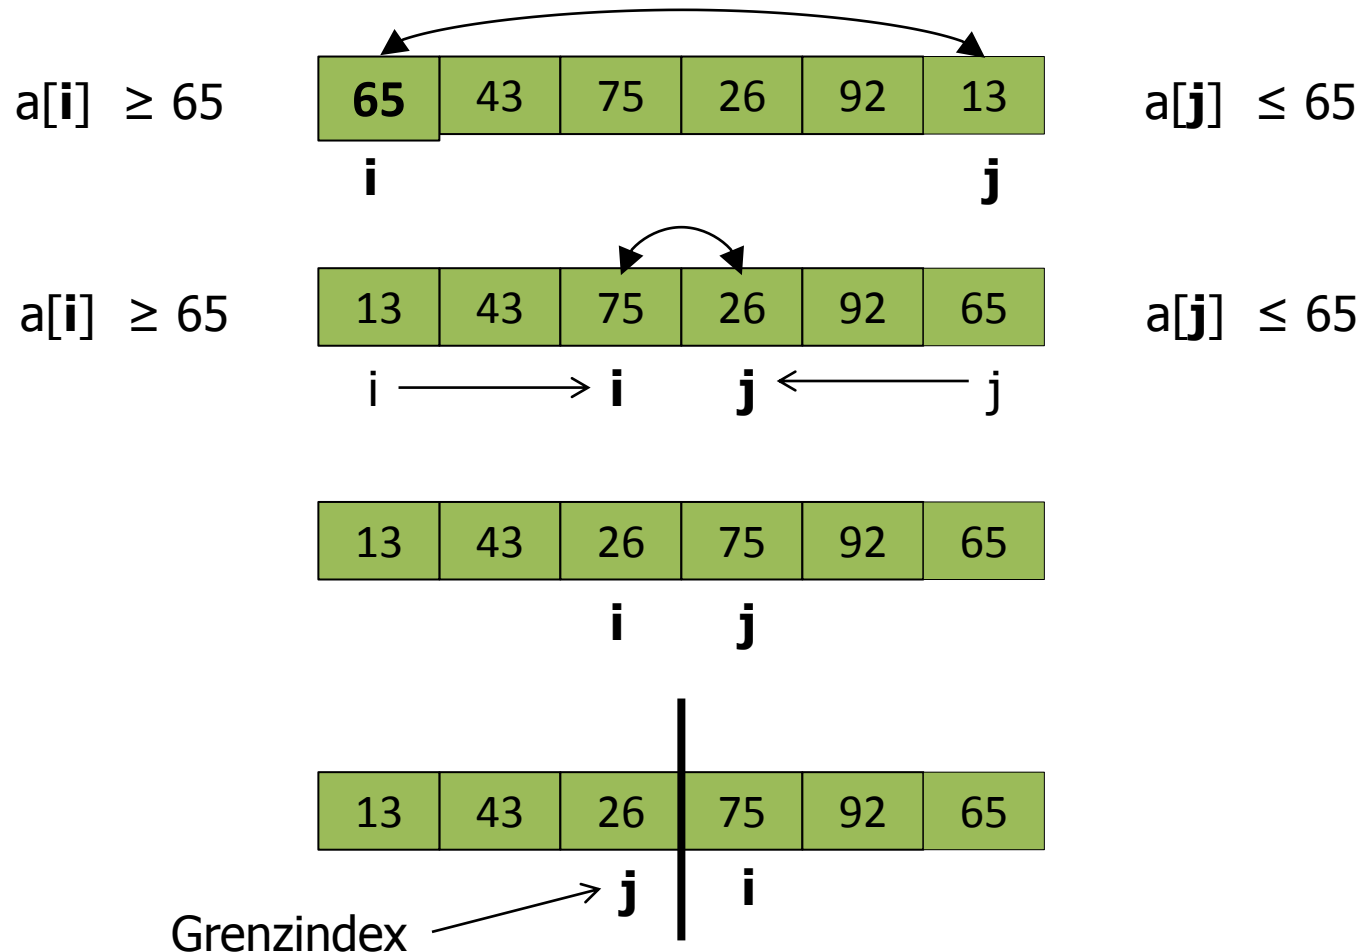 a[i] ≥ 65 65 43 75 26 92 13 a[j] ≤ 65
i j
a[i] ≥ 65 13 43 75 26 92 65 a[j] ≤ 65
i i j j
13 43 26 75 92 65
i j
13 43 26 75 92 65
j i
Grenzindex